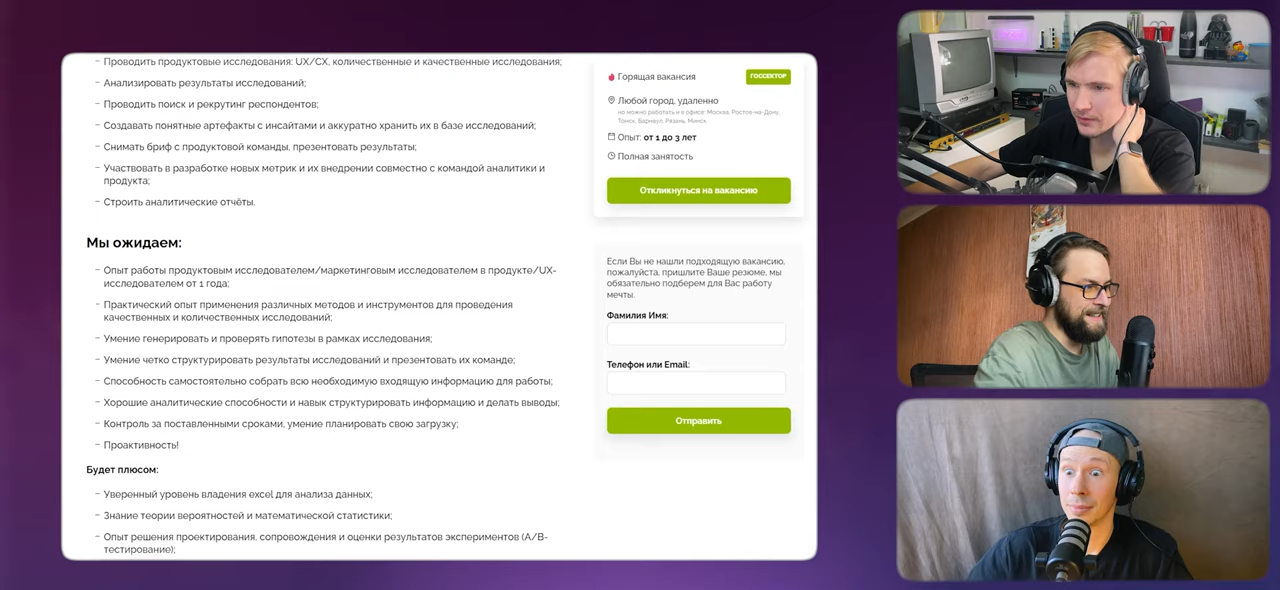 – Проводить продуктовые исследования: UX/CX, количественные и качественные исследования;
– Анализировать результаты исследований;
– Проводить поиск и рекрутинг респондентов;
– Создавать понятные артефакты с инсайтами и аккуратно хранить их в базе исследований;
– Снимать бриф с продуктовой команды, презентовать результаты;
– Участвовать в разработке новых метрик и их внедрении совместно с командой аналитики и
продукта;
– Строить аналитические отчёты.
Мы ожидаем:
– Опыт работы продуктовым исследователем/маркетинговым исследователем в продукте/UX-
исследователем от 1 года;
– Практический опыт применения различных методов и инструментов для проведения
качественных и количественных исследований;
– Умение генерировать и проверять гипотезы в рамках исследования;
– Умение четко структурировать результаты исследований и презентовать их команде;
– Способность самостоятельно собрать всю необходимую входящую информацию для работы;
– Хорошие аналитические способности и навык структурировать информацию и делать выводы;
– Контроль за поставленными сроками, умение планировать свою загрузку;
– Проактивность!
Будет плюсом:
– Уверенный уровень владения excel для анализа данных;
– Знание теории вероятностей и математической статистики;
– Опыт решения проектирования, сопровождения и оценки результатов экспериментов (A/B-
тестирование);
Горящая вакансия
ГОССЕКТОР
Любой город, удаленно
но можно работать и в офисе: Москва, Ростов-на-Дону,
Томск, Барнаул, Рязань, Минск
Опыт: от 1 до 3 лет
Полная занятость
Откликнуться на вакансию
Если Вы не нашли подходящую вакансию,
пожалуйста, пришлите Ваше резюме, мы
обязательно подберем для Вас работу
мечты.
Фамилия Имя:
Телефон или Email:
Отправить